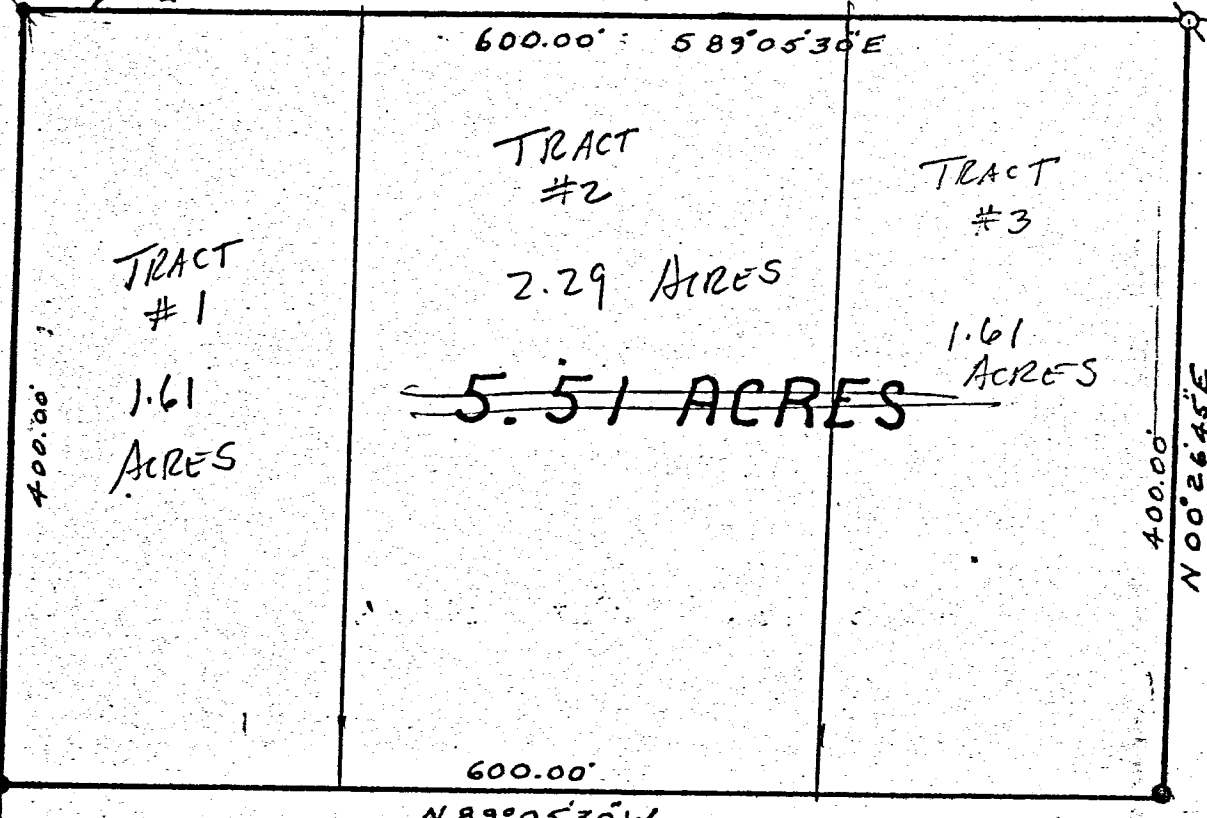 600.00' S 89°05'30"E
TRACT
#2
2.29 ACRES
TRACT
#3
1.61
ACRES
TRACT
#1
1.61
ACRES
5.51 ACRES
400.00'
400.00'
N 00°26'45"E
600.00'
N 89°05'30"W